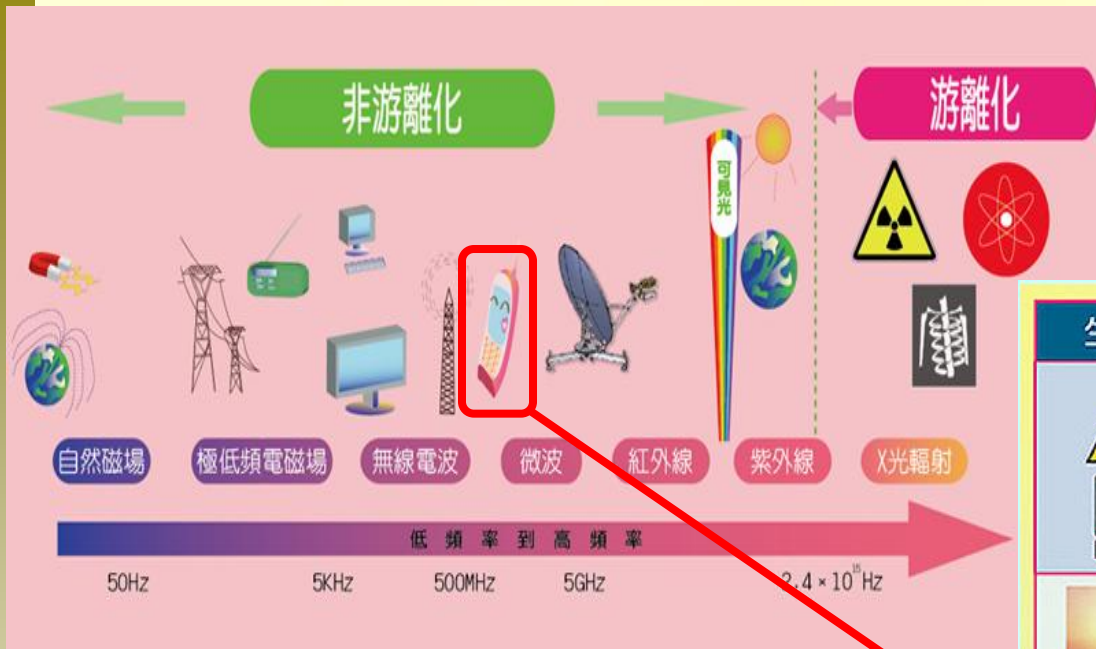 非游離化
游離化
可見光
自然磁場 極低頻電磁場 無線電波 微波 紅外線 紫外線 X光輻射
低頻率到高頻率
50Hz 5KHz 500MHz 5GHz 2.4 × 10¹⁵Hz